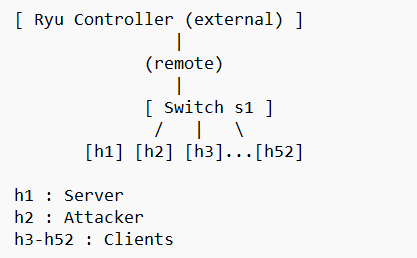 [ Ryu Controller (external) ]
|
(remote)
|
[ Switch s1 ]
/ | \
[h1] [h2] [h3]...[h52]
h1 : Server
h2 : Attacker
h3-h52 : Clients